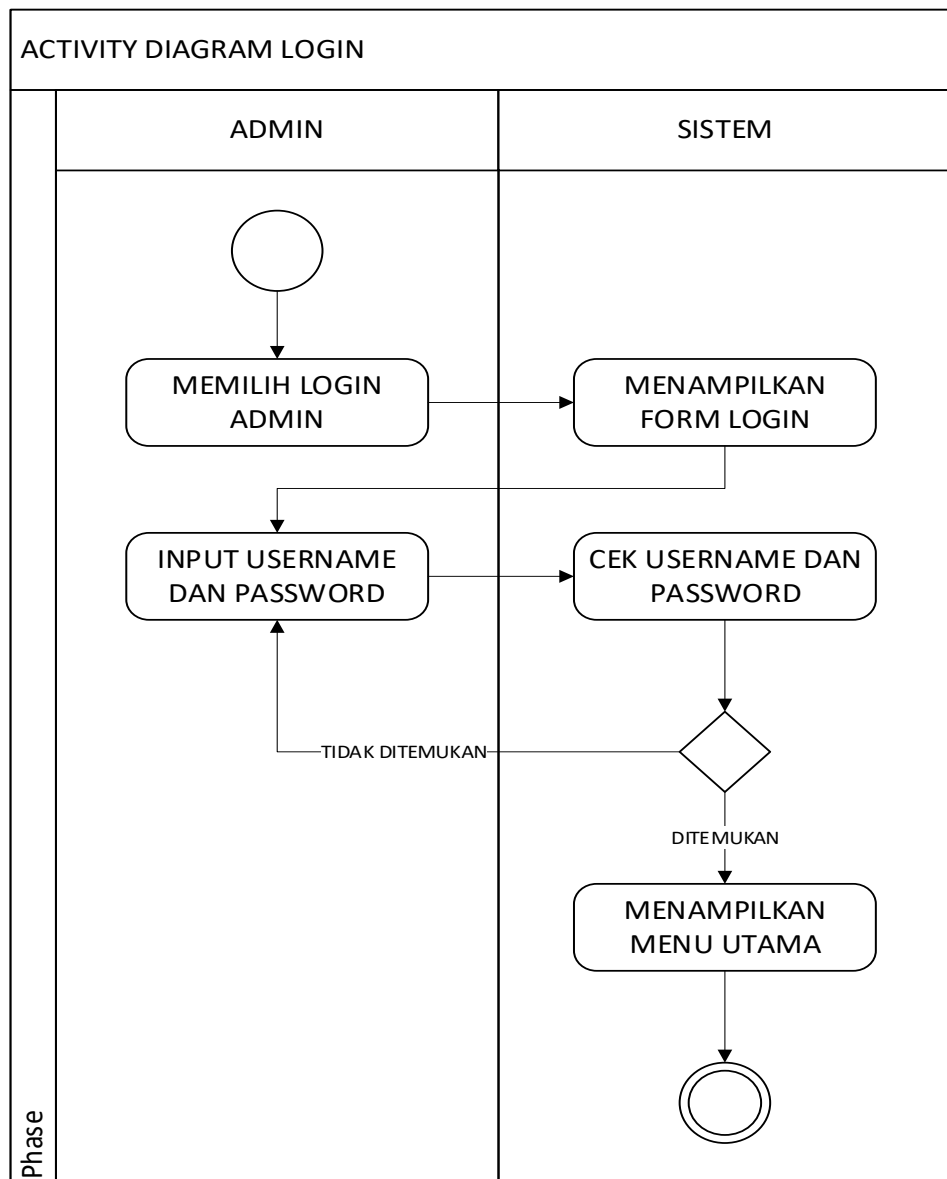 ACTIVITY DIAGRAM LOGIN
ADMIN
SISTEM
MEMILIH LOGIN
ADMIN
MENAMPILKAN
FORM LOGIN
INPUT USERNAME
DAN PASSWORD
CEK USERNAME DAN
PASSWORD
TIDAK DITEMUKAN
DITEMUKAN
MENAMPILKAN
MENU UTAMA
Phase